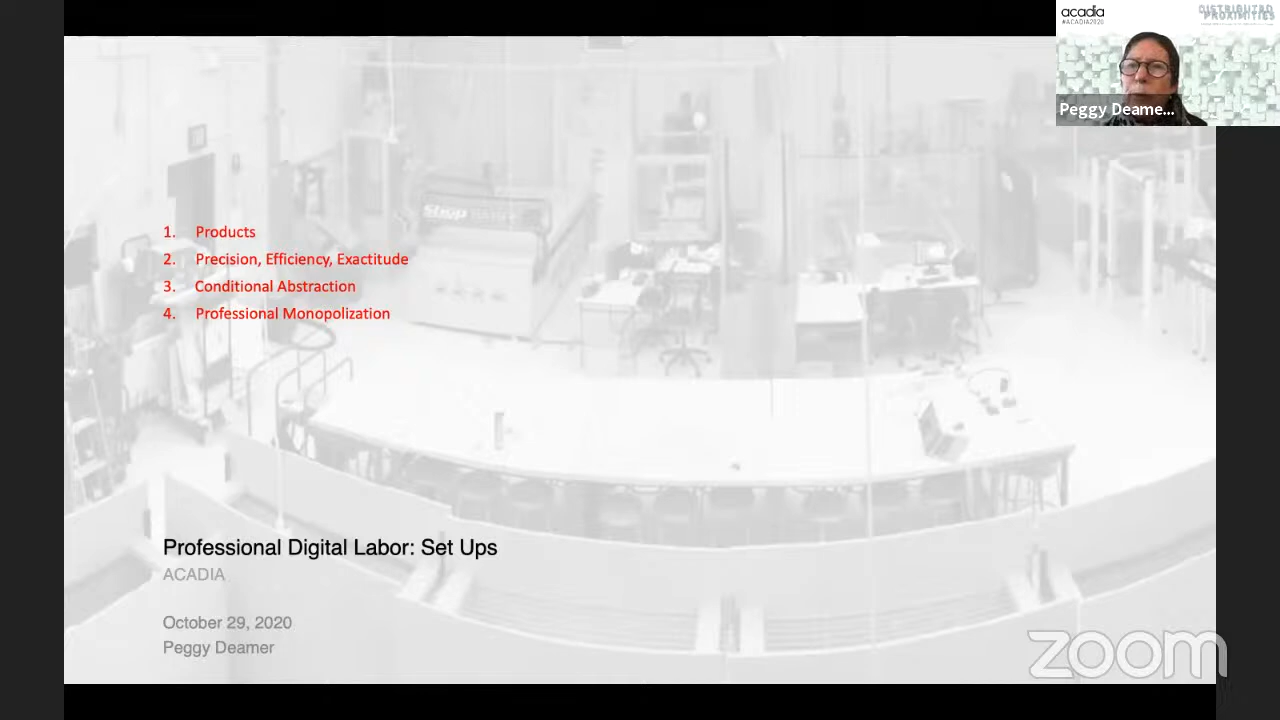 acadia
#ACADIA2020
DISTRIBUTED
PROXIMITIES
Peggy Deame...
1. Products
2. Precision, Efficiency, Exactitude
3. Conditional Abstraction
4. Professional Monopolization
Professional Digital Labor: Set Ups
ACADIA
October 29, 2020
Peggy Deamer
zoom